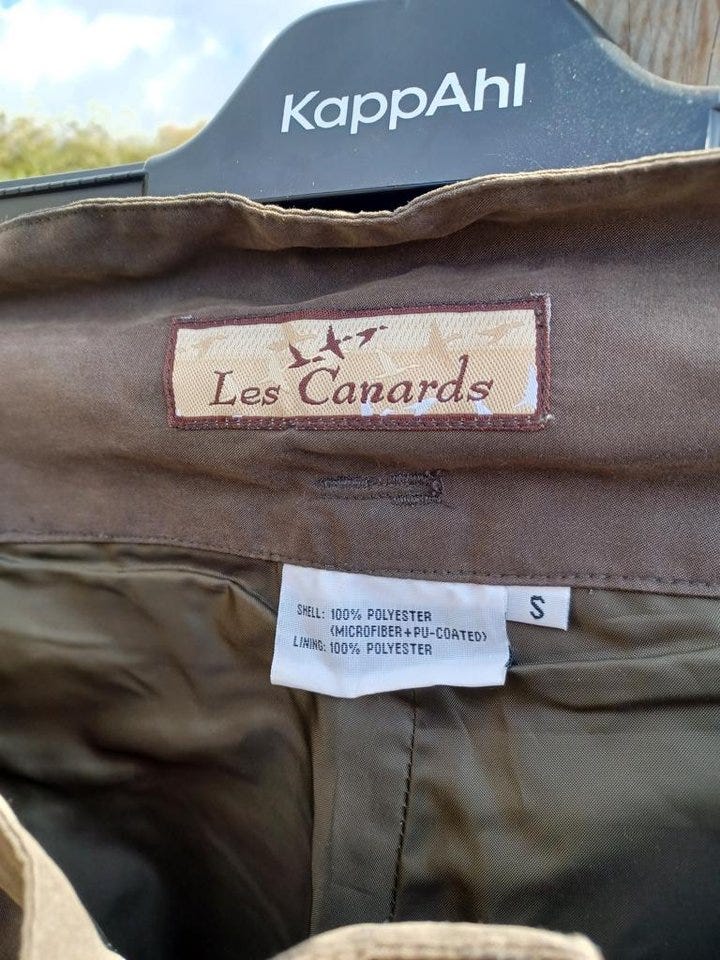 KappAhl
Les Canards
S
SHELL: 100% POLYESTER
(MICROFIBER+PU-COATED)
LINING: 100% POLYESTER